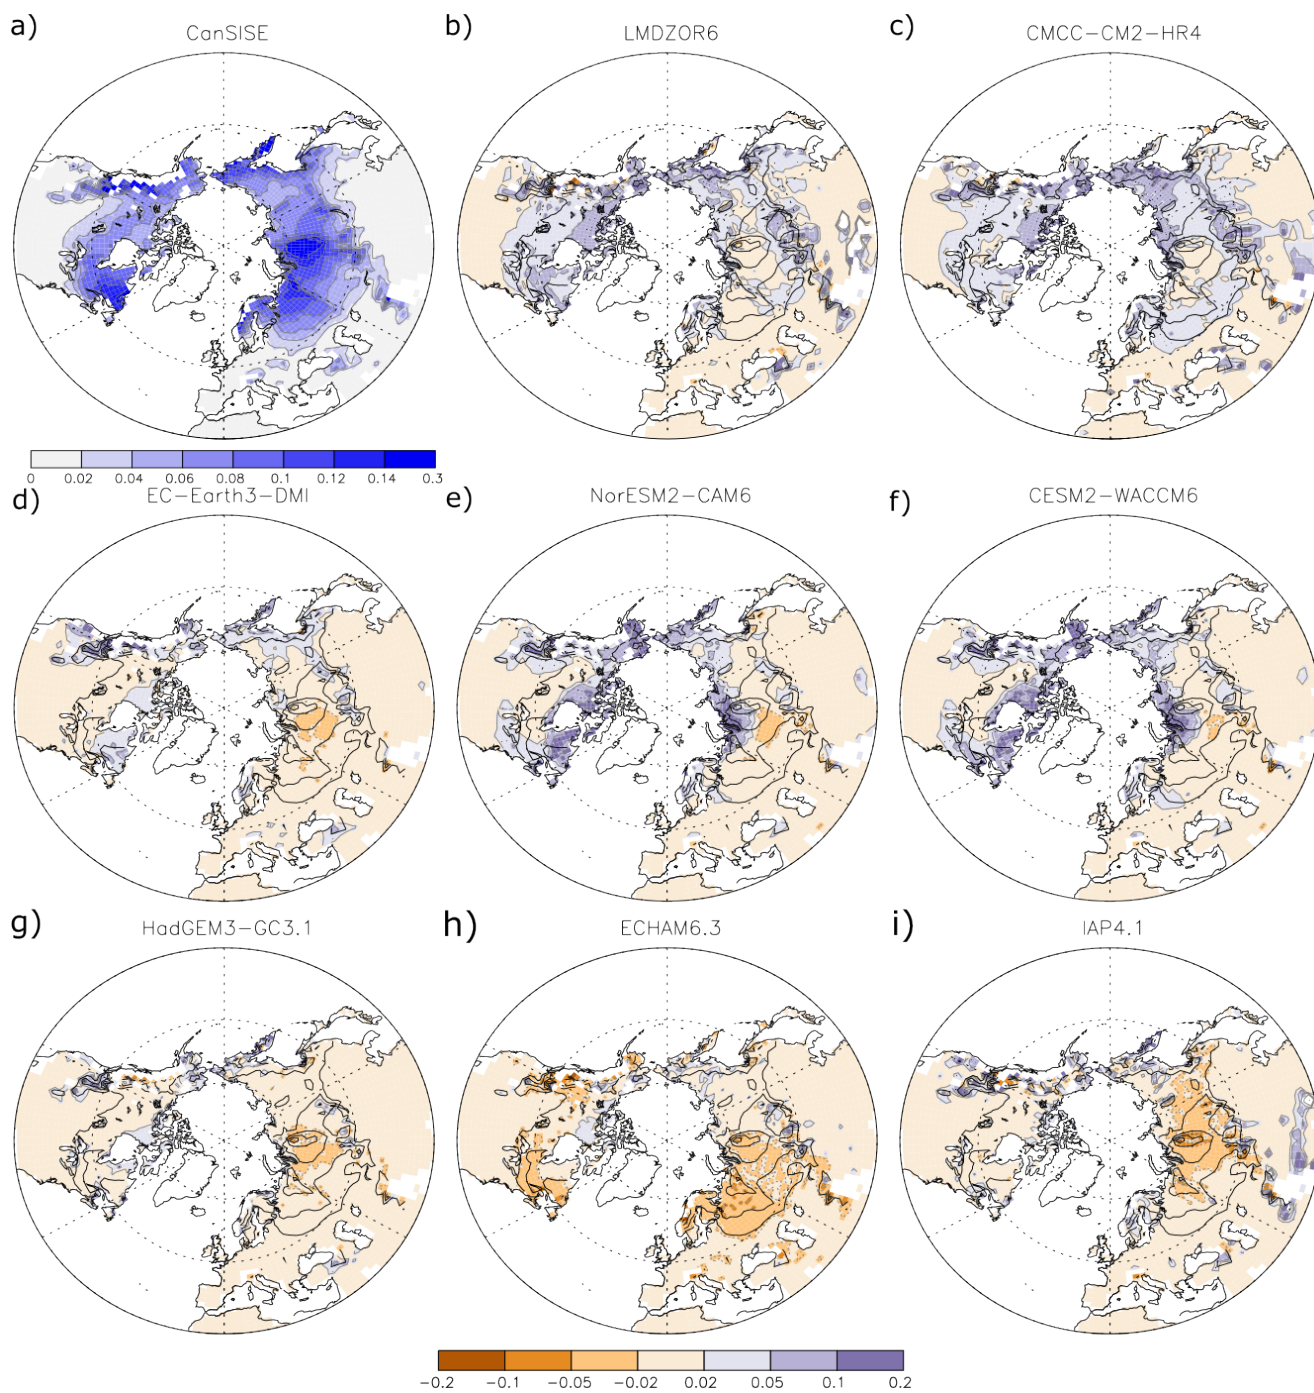 a) CanSISE
b) LMDZOR6
c) CMCC-CM2-HR4
0 0.02 0.04 0.06 0.08 0.1 0.12 0.14 0.3
d) EC-Earth3-DMI
e) NorESM2-CAM6
f) CESM2-WACCM6
g) HadGEM3-GC3.1
h) ECHAM6.3
i) IAP4.1
-0.2 -0.1 -0.05 -0.02 0.02 0.05 0.1 0.2